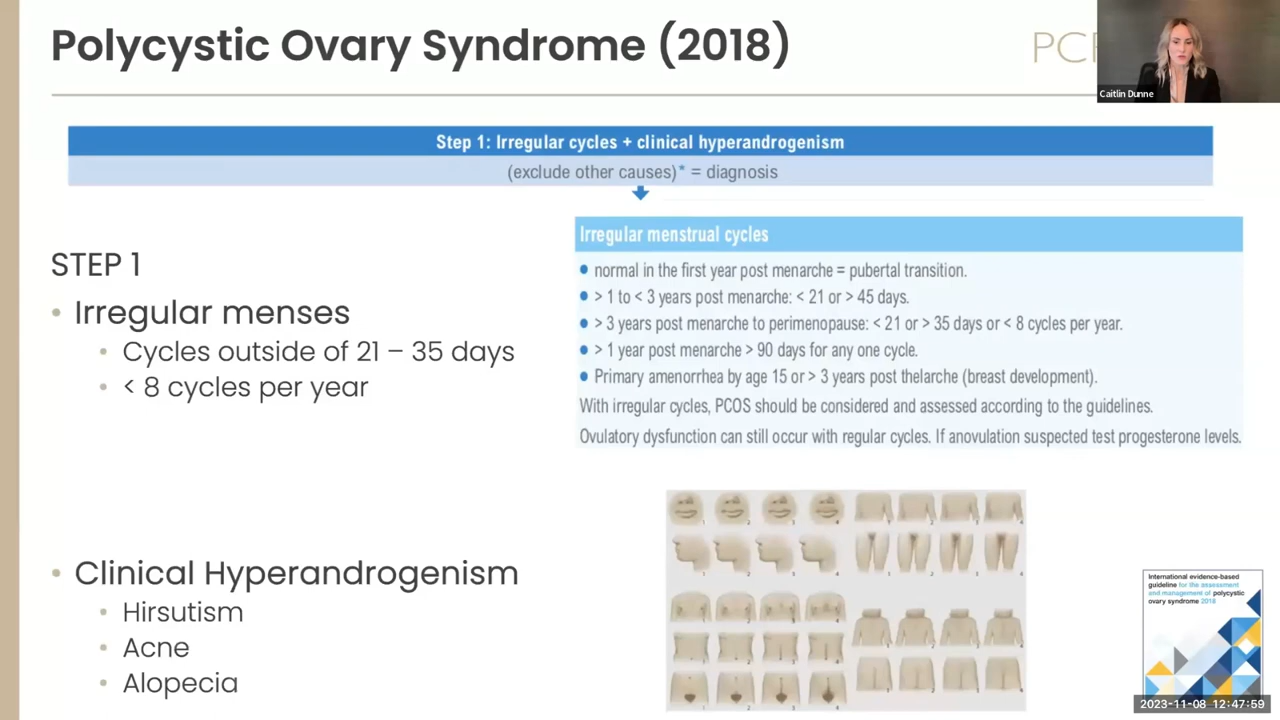 Polycystic Ovary Syndrome (2018)
Caitlin Dunne
Step 1: Irregular cycles + clinical hyperandrogenism
(exclude other causes)* = diagnosis
STEP 1
• Irregular menses
• Cycles outside of 21 – 35 days
• < 8 cycles per year
Irregular menstrual cycles
• normal in the first year post menarche = pubertal transition.
• > 1 to < 3 years post menarche: < 21 or > 45 days.
• > 3 years post menarche to perimenopause: < 21 or > 35 days or < 8 cycles per year.
• > 1 year post menarche > 90 days for any one cycle.
• Primary amenorrhea by age 15 or > 3 years post thelarche (breast development).
With irregular cycles, PCOS should be considered and assessed according to the guidelines.
Ovulatory dysfunction can still occur with regular cycles. If anovulation suspected test progesterone levels.
• Clinical Hyperandrogenism
• Hirsutism
• Acne
• Alopecia
International evidence-based
guideline for the assessment
and management of polycystic
ovary syndrome 2018
2023-11-08 12:47:59